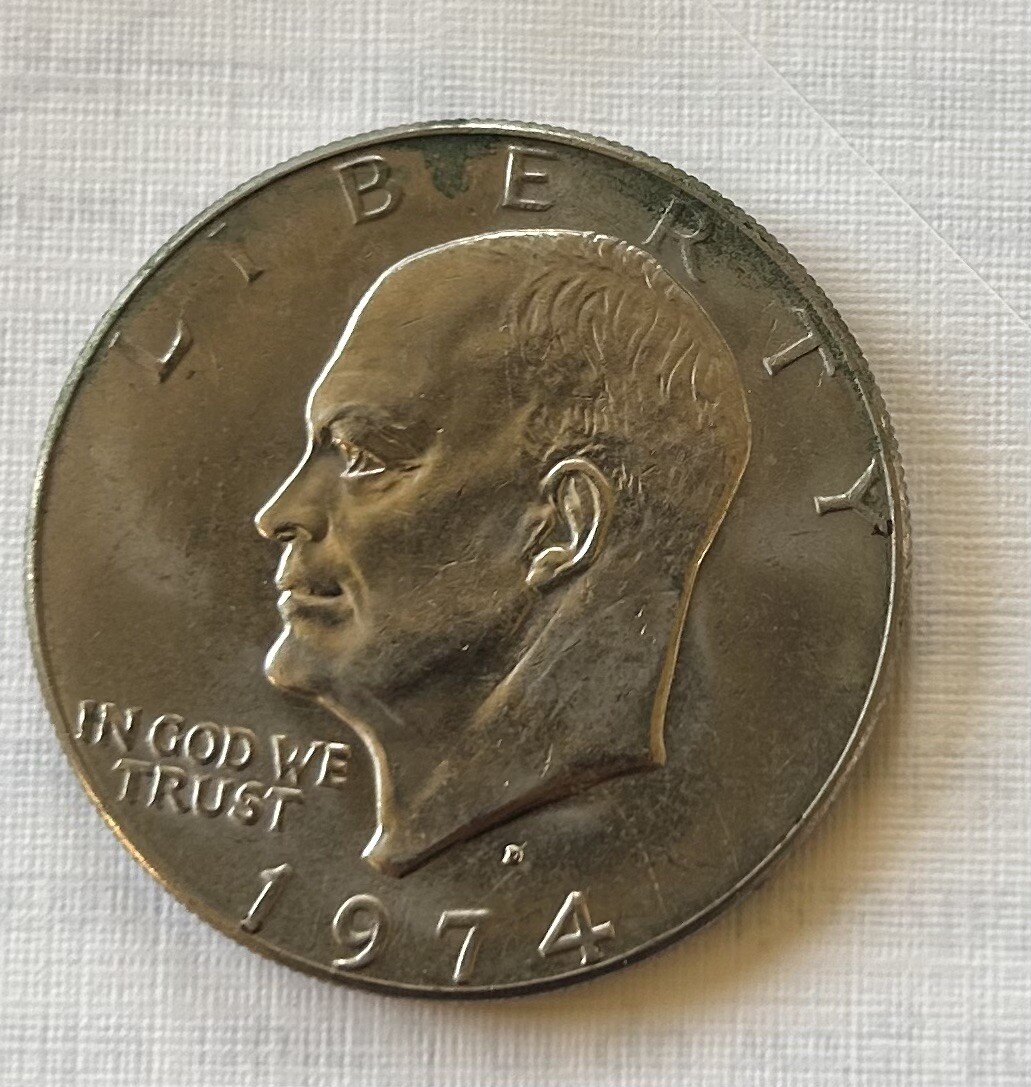 LIBERTY
IN GOD WE
TRUST
1974